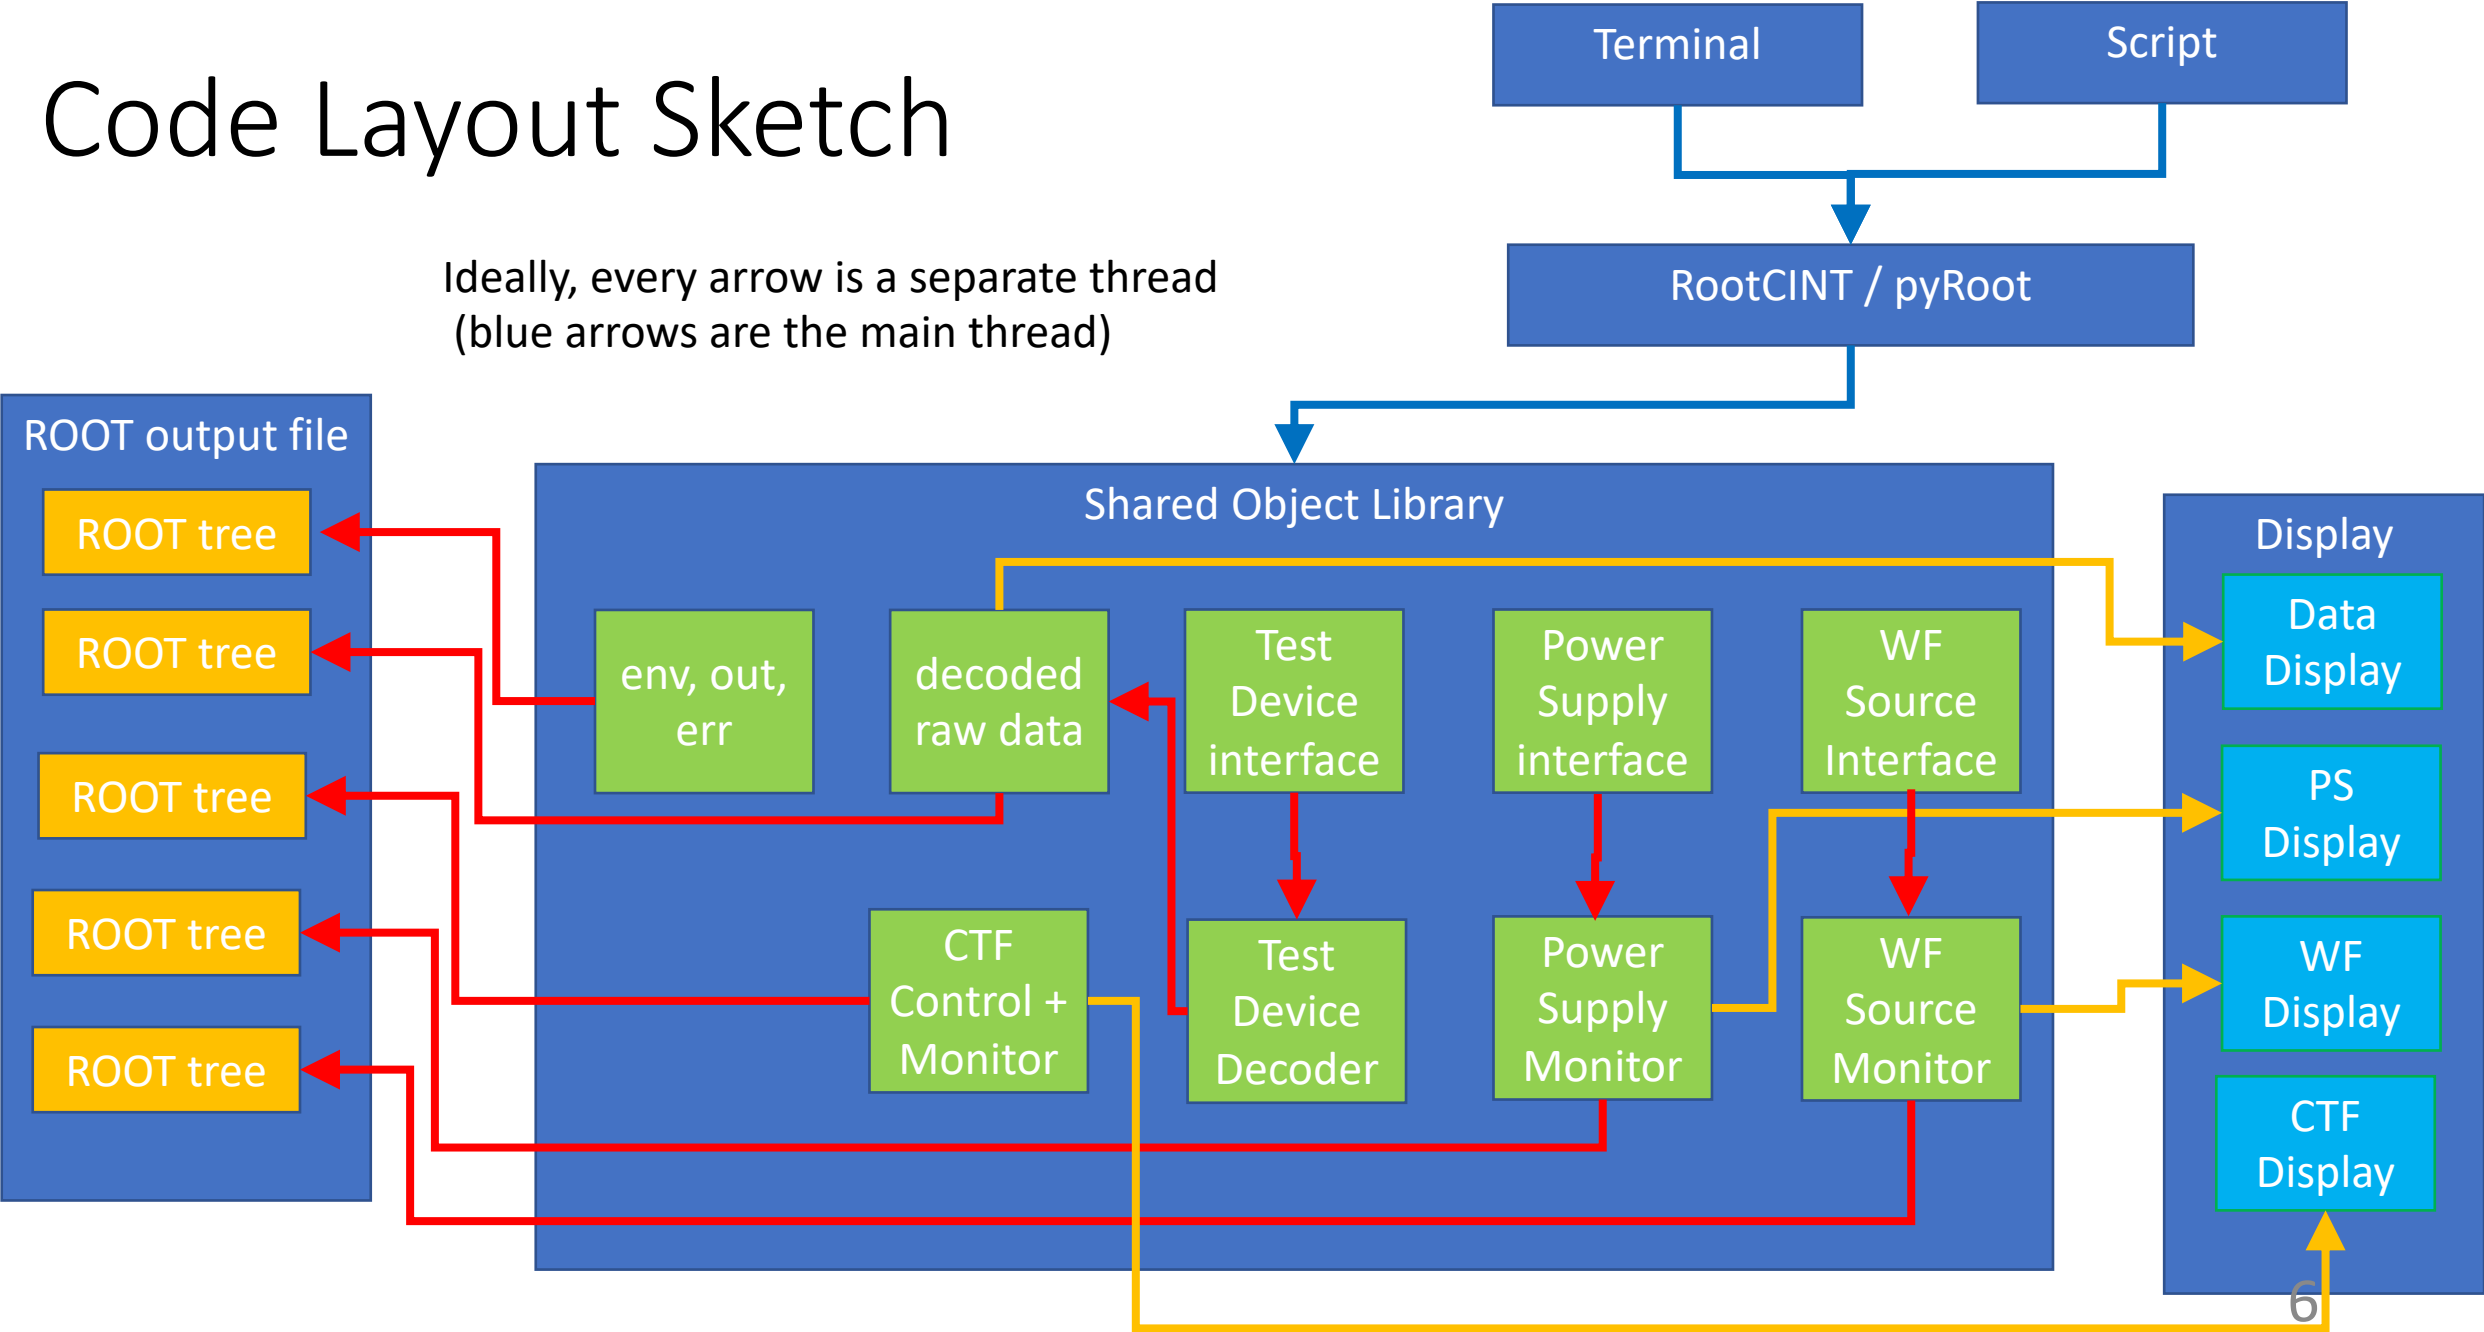 Code Layout Sketch
Terminal
Script
Ideally, every arrow is a separate thread
(blue arrows are the main thread)
RootCINT / pyRoot
ROOT output file
ROOT tree
ROOT tree
ROOT tree
ROOT tree
ROOT tree
Shared Object Library
env, out,
err
decoded
raw data
Test
Device
interface
Power
Supply
interface
WF
Source
Interface
CTF
Control +
Monitor
Test
Device
Decoder
Power
Supply
Monitor
WF
Source
Monitor
Display
Data
Display
PS
Display
WF
Display
CTF
Display
6